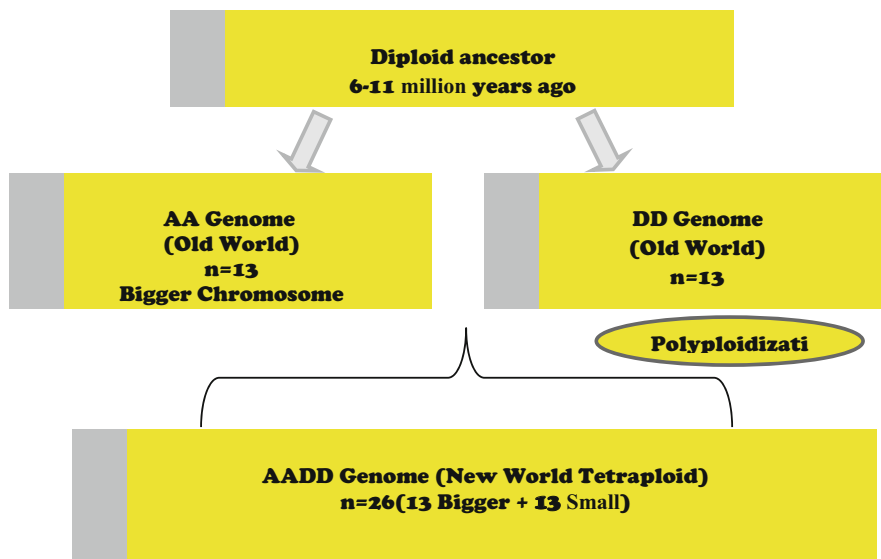 Diploid ancestor
6-11 million years ago
AA Genome
(Old World)
n=13
Bigger Chromosome
DD Genome
(Old World)
n=13
Polyploidizati
AADD Genome (New World Tetraploid)
n=26(13 Bigger + 13 Small)